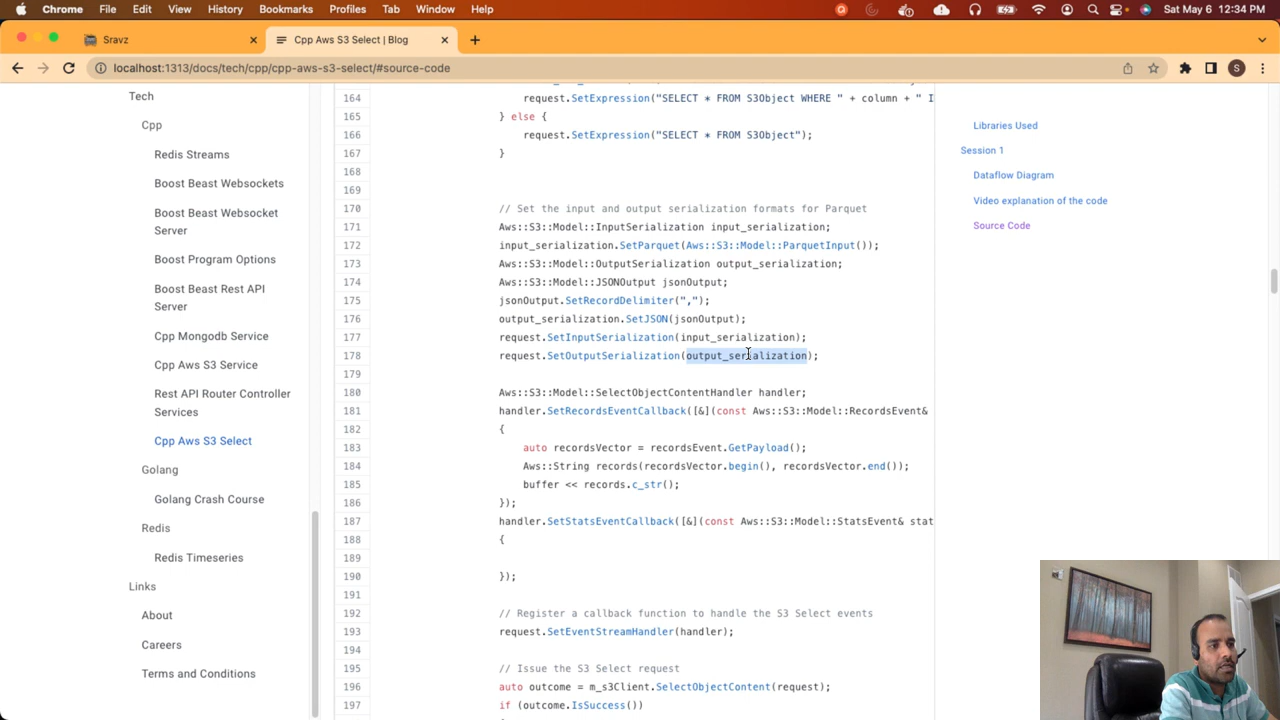 Chrome File Edit View History Bookmarks Profiles Tab Window Help Sat May 6 12:34 PM
Sravz
Cpp Aws S3 Select | Blog
localhost:1313/docs/tech/cpp/cpp-aws-s3-select/#source-code
S
Tech
Cpp
Redis Streams
Boost Beast Websockets
Boost Beast Websocket
Server
Boost Program Options
Boost Beast Rest API
Server
Cpp Mongodb Service
Cpp Aws S3 Service
Rest API Router Controller
Services
Cpp Aws S3 Select
Golang
Golang Crash Course
Redis
Redis Timeseries
Links
About
Careers
Terms and Conditions
164 request.SetExpression("SELECT * FROM S3Object WHERE " + column + " I
165 } else {
166 request.SetExpression("SELECT * FROM S3Object");
167 }
168
169
170 // Set the input and output serialization formats for Parquet
171 Aws::S3::Model::InputSerialization input_serialization;
172 input_serialization.SetParquet(Aws::S3::Model::ParquetInput());
173 Aws::S3::Model::OutputSerialization output_serialization;
174 Aws::S3::Model::JSONOutput jsonOutput;
175 jsonOutput.SetRecordDelimiter(",");
176 output_serialization.SetJSON(jsonOutput);
177 request.SetInputSerialization(input_serialization);
178 request.SetOutputSerialization(output_serialization);
179
180 Aws::S3::Model::SelectObjectContentHandler handler;
181 handler.SetRecordsEventCallback([&](const Aws::S3::Model::RecordsEvent&
182 {
183 auto recordsVector = recordsEvent.GetPayload();
184 Aws::String records(recordsVector.begin(), recordsVector.end());
185 buffer << records.c_str();
186 });
187 handler.SetStatsEventCallback([&](const Aws::S3::Model::StatsEvent& stat
188 {
189
190 });
191
192 // Register a callback function to handle the S3 Select events
193 request.SetEventStreamHandler(handler);
194
195 // Issue the S3 Select request
196 auto outcome = m_s3Client.SelectObjectContent(request);
197 if (outcome.IsSuccess())
Libraries Used
Session 1
Dataflow Diagram
Video explanation of the code
Source Code